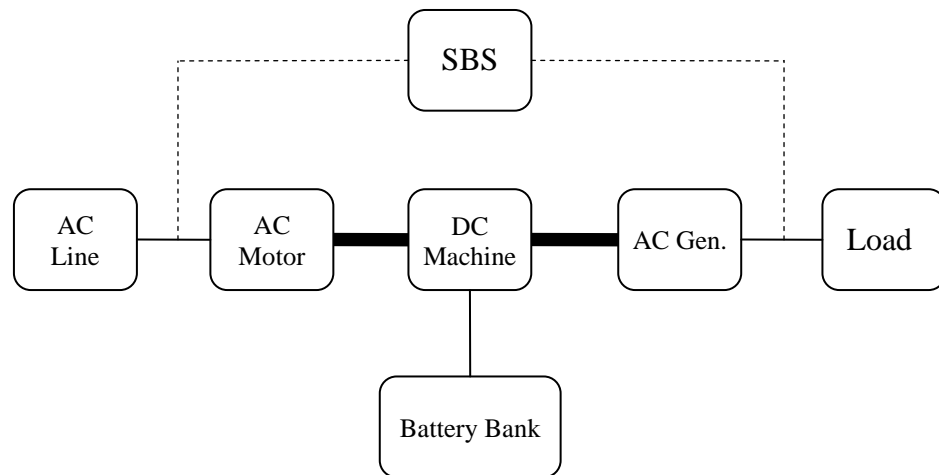 SBS
AC
Line
AC
Motor
DC
Machine
AC Gen.
Load
Battery Bank